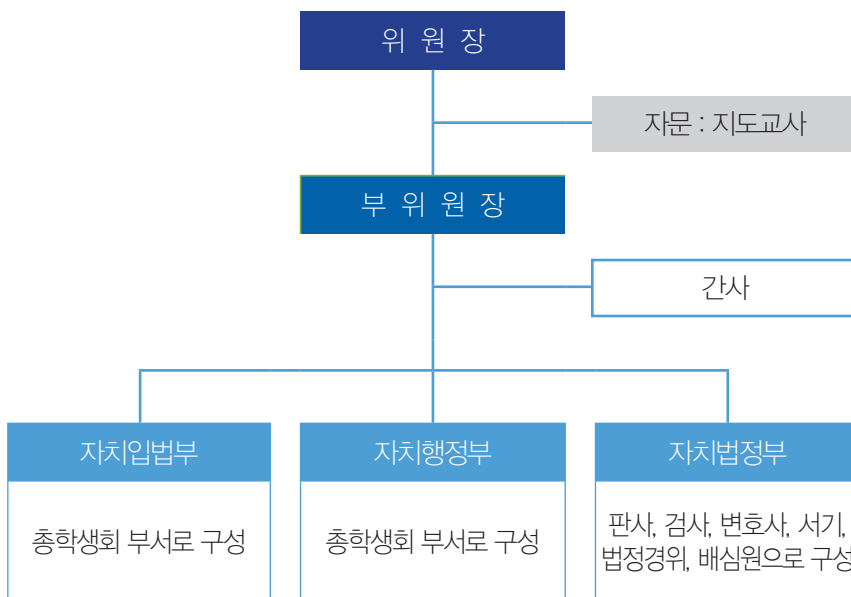 위 원 장
자문 : 지도교사
부 위 원 장
간사
자치입법부
자치행정부
자치법정부
총학생회 부서로 구성
총학생회 부서로 구성
판사, 검사, 변호사, 서기,
법정경위, 배심원으로 구성